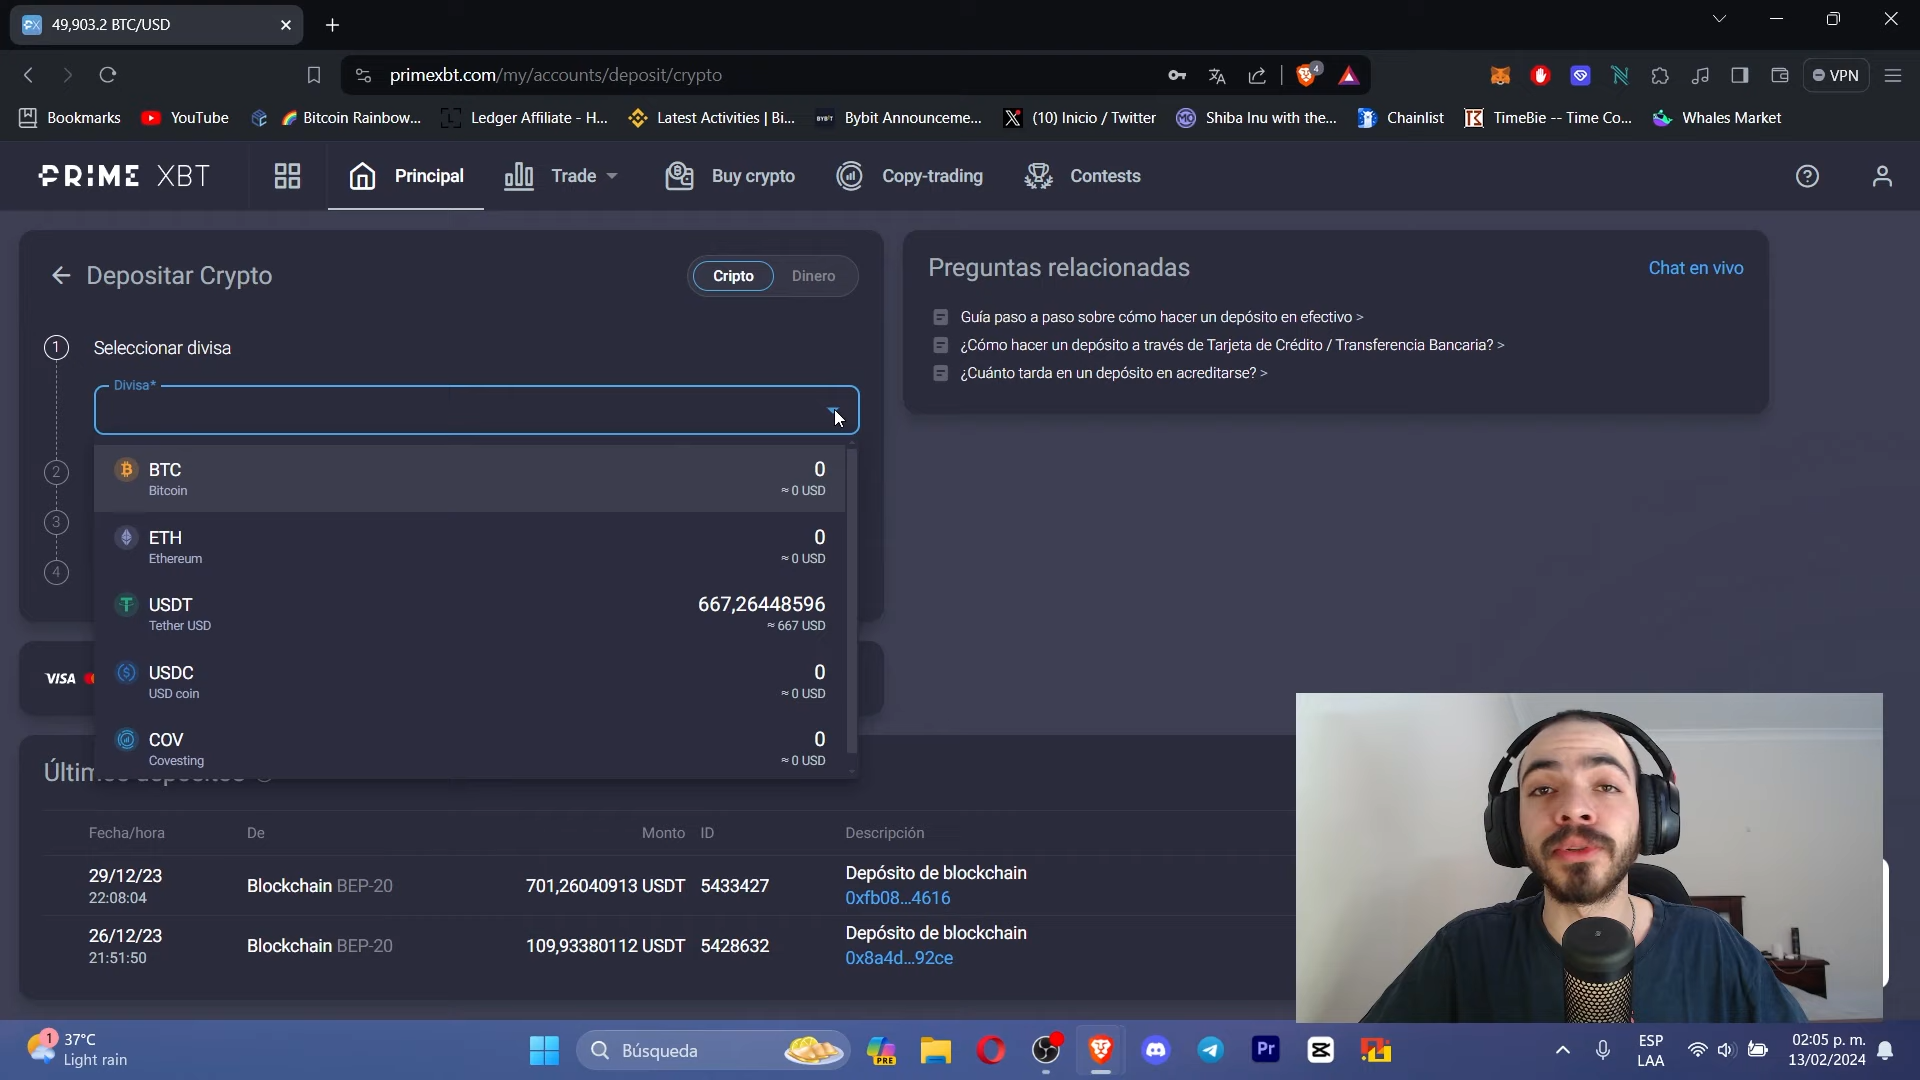 49,903.2 BTC/USD
primexbt.com/my/accounts/deposit/crypto
4
VPN
Bookmarks
YouTube
Bitcoin Rainbow...
Ledger Affiliate - H...
Latest Activities | Bi...
Bybit Announceme...
(10) Inicio / Twitter
Shiba Inu with the...
Chainlist
TimeBie -- Time Co...
Whales Market
PRIME XBT
Principal
Trade
Buy crypto
Copy-trading
Contests
Depositar Crypto
Cripto
Dinero
1
Seleccionar divisa
Divisa*
2
3
4
BTC
Bitcoin
0
≈ 0 USD
ETH
Ethereum
0
≈ 0 USD
USDT
Tether USD
667,26448596
≈ 667 USD
USDC
USD coin
0
≈ 0 USD
COV
Covesting
0
≈ 0 USD
VISA
Preguntas relacionadas
Chat en vivo
Guía paso a paso sobre cómo hacer un depósito en efectivo >
¿Cómo hacer un depósito a través de Tarjeta de Crédito / Transferencia Bancaria? >
¿Cuánto tarda en un depósito en acreditarse? >
Fecha/hora
De
Monto
ID
Descripción
29/12/23
22:08:04
Blockchain BEP-20
701,26040913 USDT
5433427
Depósito de blockchain
0xfb08...4616
26/12/23
21:51:50
Blockchain BEP-20
109,93380112 USDT
5428632
Depósito de blockchain
0x8a4d...92ce
1
37°C
Light rain
Búsqueda
PRE
Pr
ESP
LAA
02:05 p. m.
13/02/2024